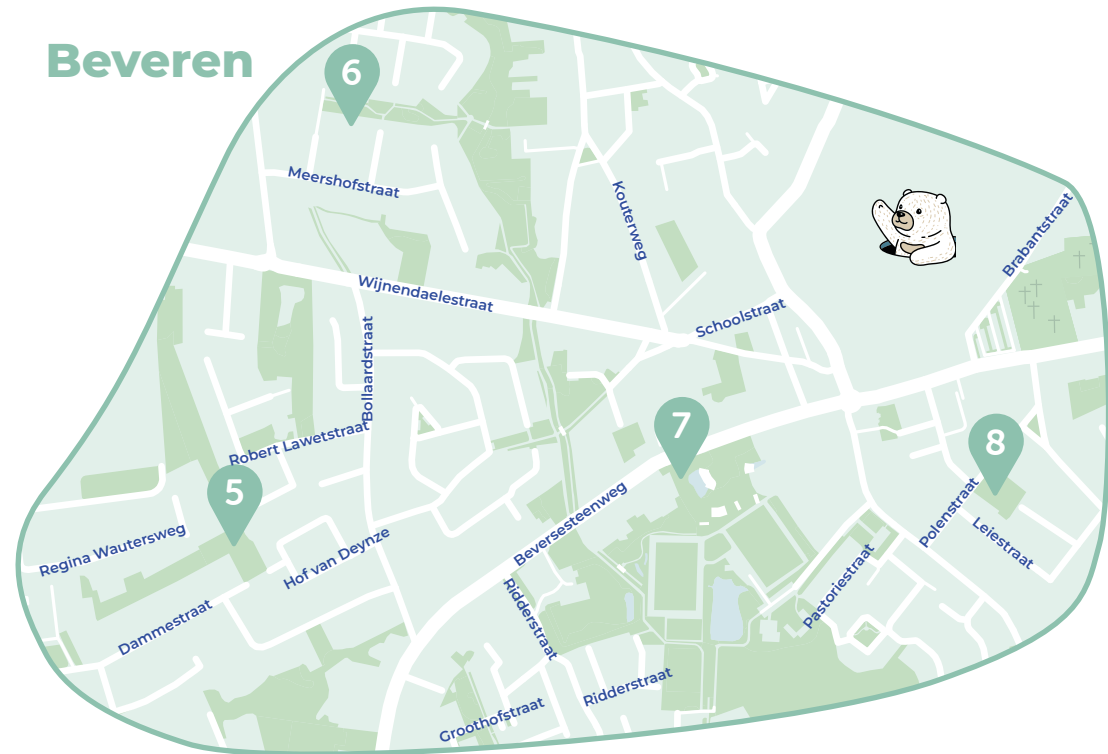 Beveren
6
Meershofstraat
Kouterweg
Brabantstraat
Wijnendaelestraat
Schoolstraat
Bollaardstraat
Robert Lawetstraat
7
8
5
Regina Wautersweg
Hof van Deynze
Beversesteenweg
Polenstraat
Leiestraat
Dammestraat
Ridderstraat
Pastoriestraat
Ridderstraat
Groothofstraat